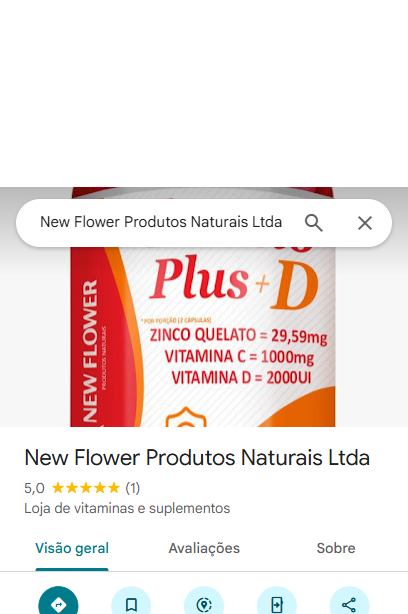 New Flower Produtos Naturais Ltda
Plus + D
*POR PORÇÃO (2 CÁPSULAS)
ZINCO QUELATO = 29,59mg
VITAMINA C = 1000mg
VITAMINA D = 2000UI
NEW FLOWER
PRODUTOS NATURAIS
New Flower Produtos Naturais Ltda
5,0 ★★★★★ (1)
Loja de vitaminas e suplementos
Visão geral Avaliações Sobre